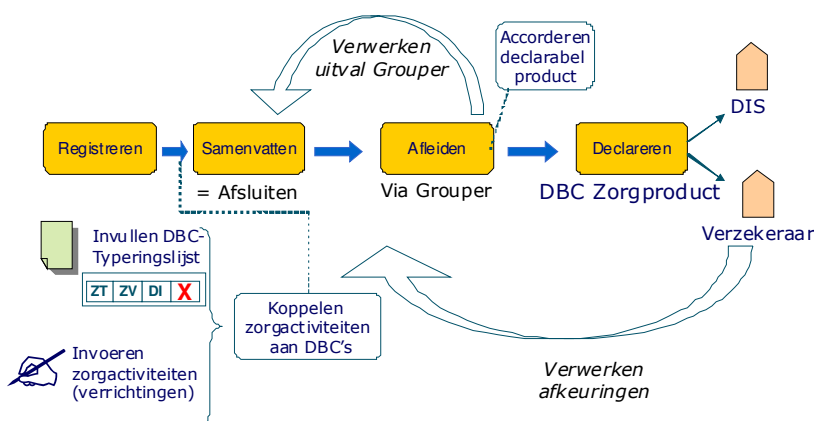 Verwerken
uitval Grouper
Accorderen
declarabel
product
DIS
Registreren
Samenvatten
Afleiden
Declareren
= Afsluiten
Via Grouper
DBC Zorgproduct
Verzekeraar
Invullen DBC-
Typeringslijst
ZT ZV DI X
Koppelen
zorgactiviteiten
aan DBC's
Invoeren
zorgactiviteiten
(verrichtingen)
Verwerken
afkeuringen